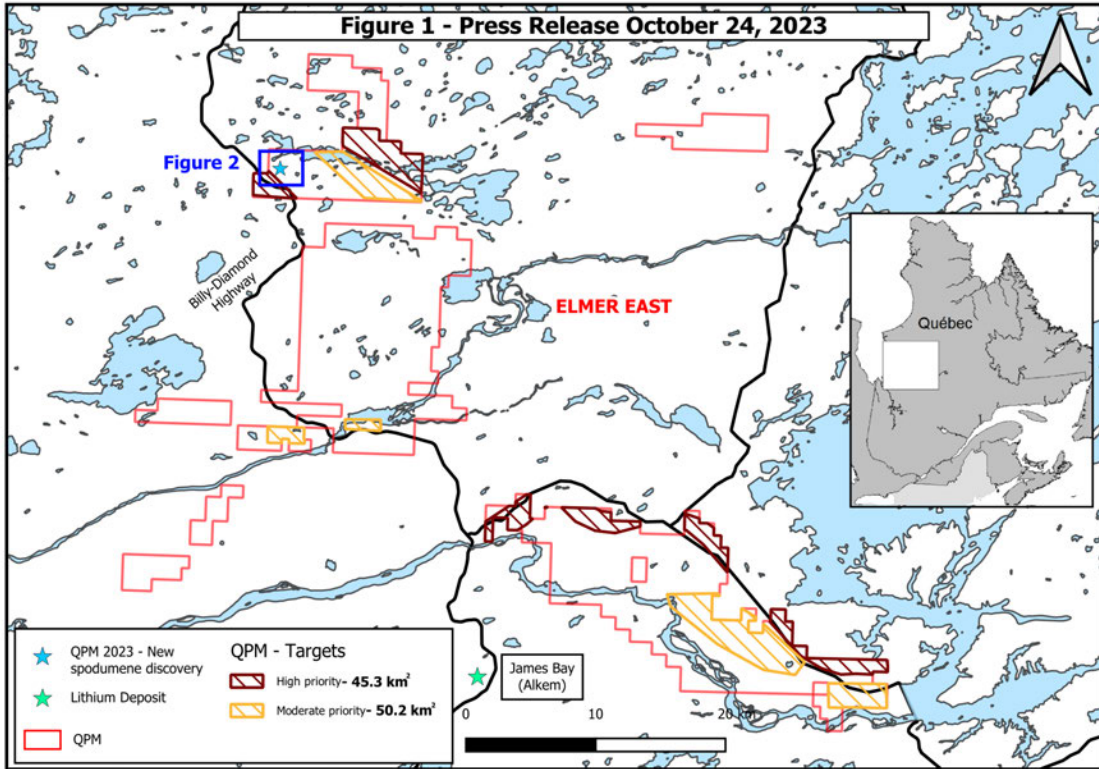 Figure 1 - Press Release October 24, 2023
Figure 2
Billy-Diamond
Highway
ELMER EAST
Québec
QPM 2023 - New
spodumene discovery
Lithium Deposit
QPM
QPM - Targets
High priority- 45.3 km²
Moderate priority- 50.2 km²
James Bay
(Alkem)
0 10 20 km